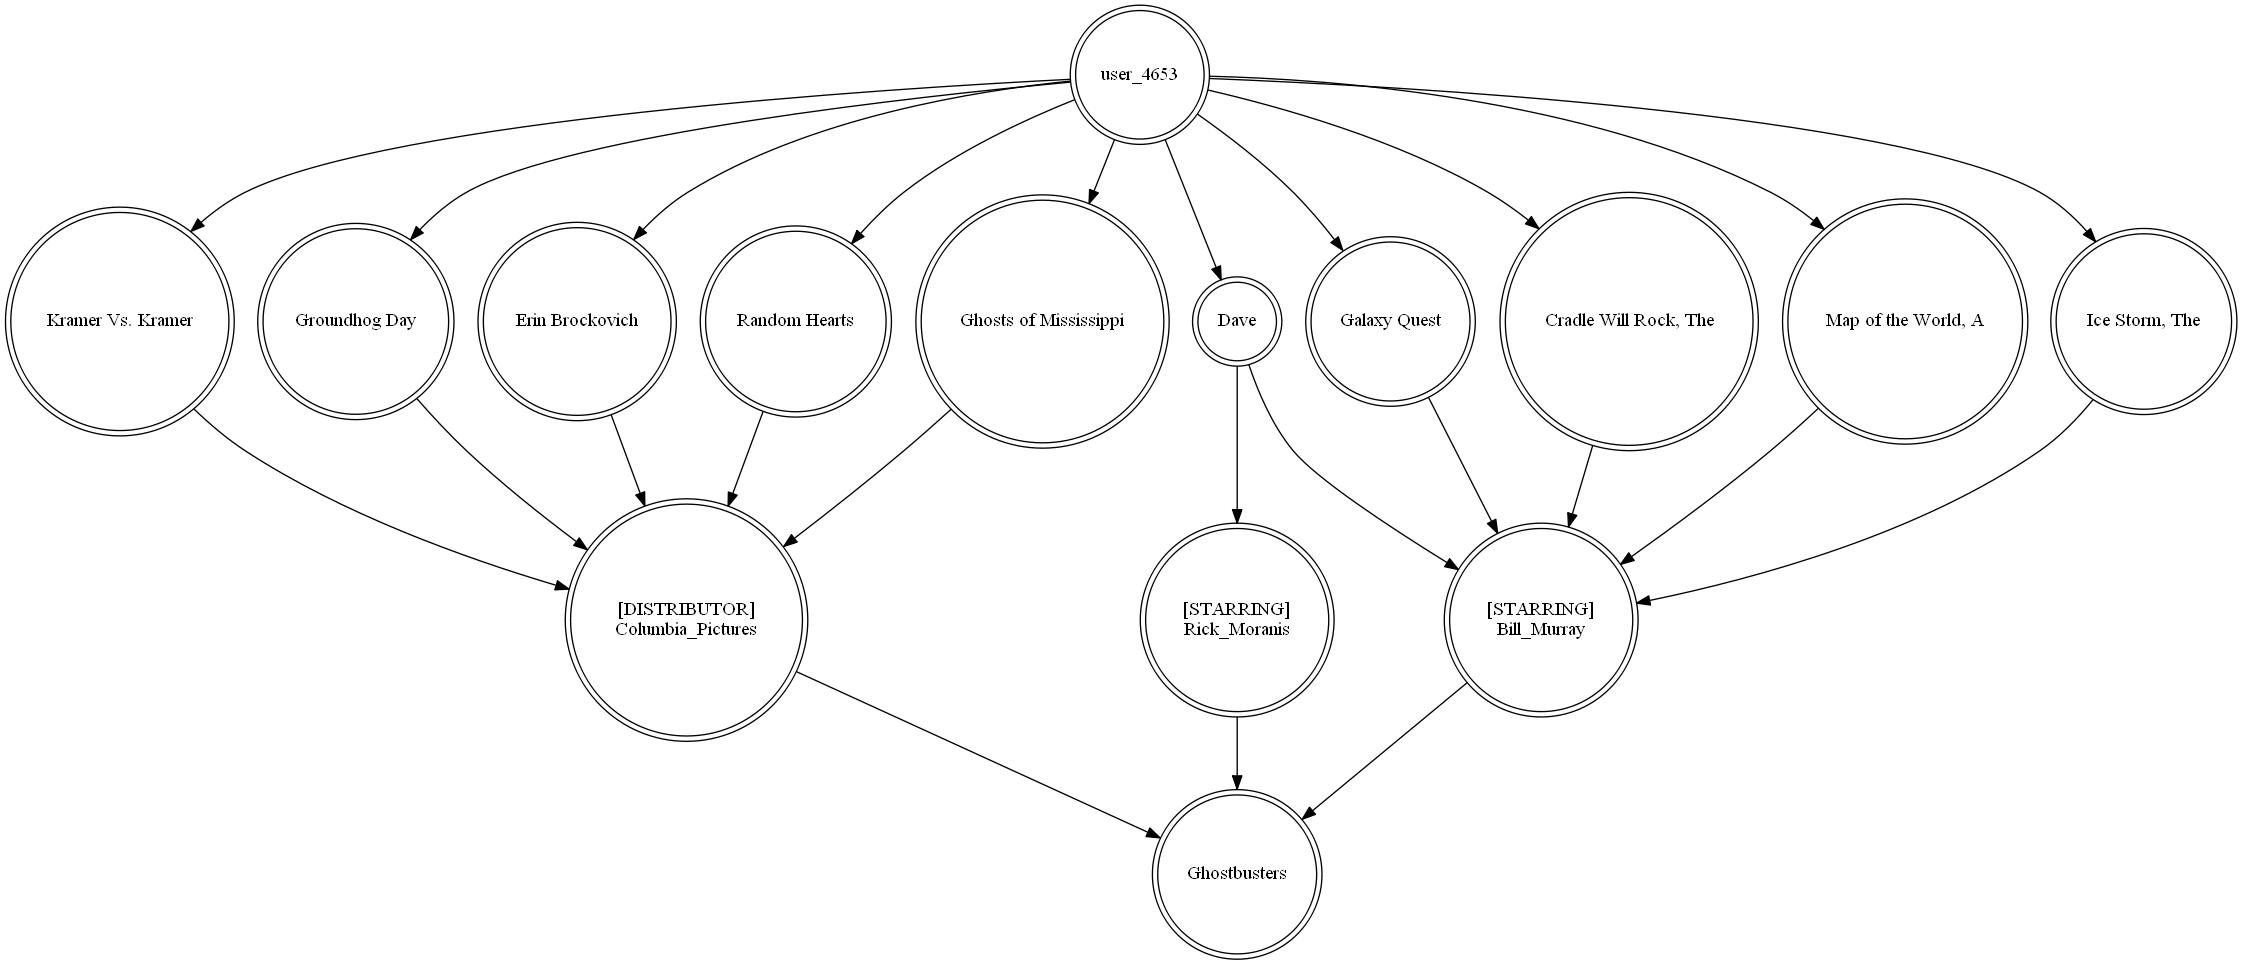 user_4653
Kramer Vs. Kramer
Groundhog Day
Erin Brockovich
Random Hearts
Ghosts of Mississippi
Dave
Galaxy Quest
Cradle Will Rock, The
Map of the World, A
Ice Storm, The
[DISTRIBUTOR]
Columbia_Pictures
[STARRING]
Rick_Moranis
[STARRING]
Bill_Murray
Ghostbusters